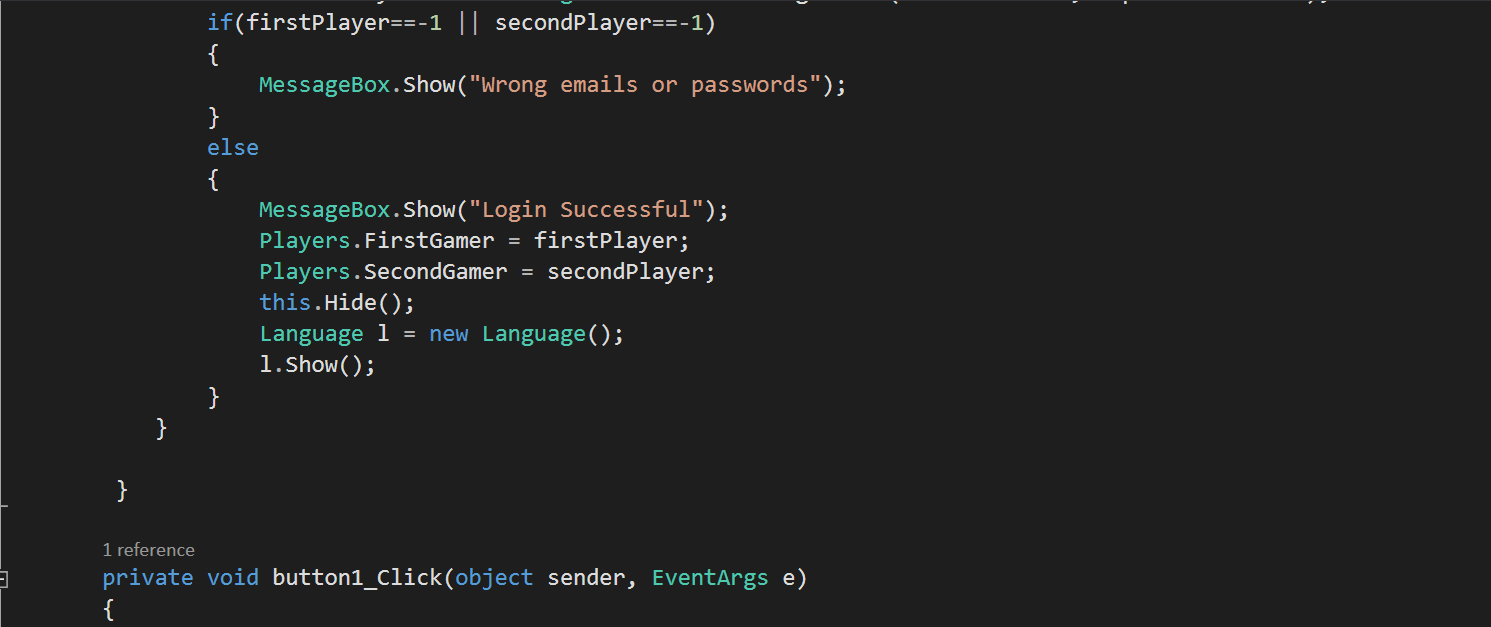 if(firstPlayer==-1 || secondPlayer==-1)
{
MessageBox.Show("Wrong emails or passwords");
}
else
{
MessageBox.Show("Login Successful");
Players.FirstGamer = firstPlayer;
Players.SecondGamer = secondPlayer;
this.Hide();
Language l = new Language();
l.Show();
}
}
}
1 reference
private void button1_Click(object sender, EventArgs e)
{